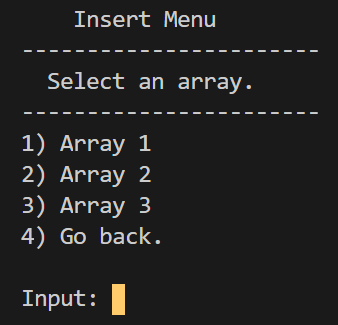 Insert Menu
------------------------
Select an array.
------------------------
1) Array 1
2) Array 2
3) Array 3
4) Go back.
Input: